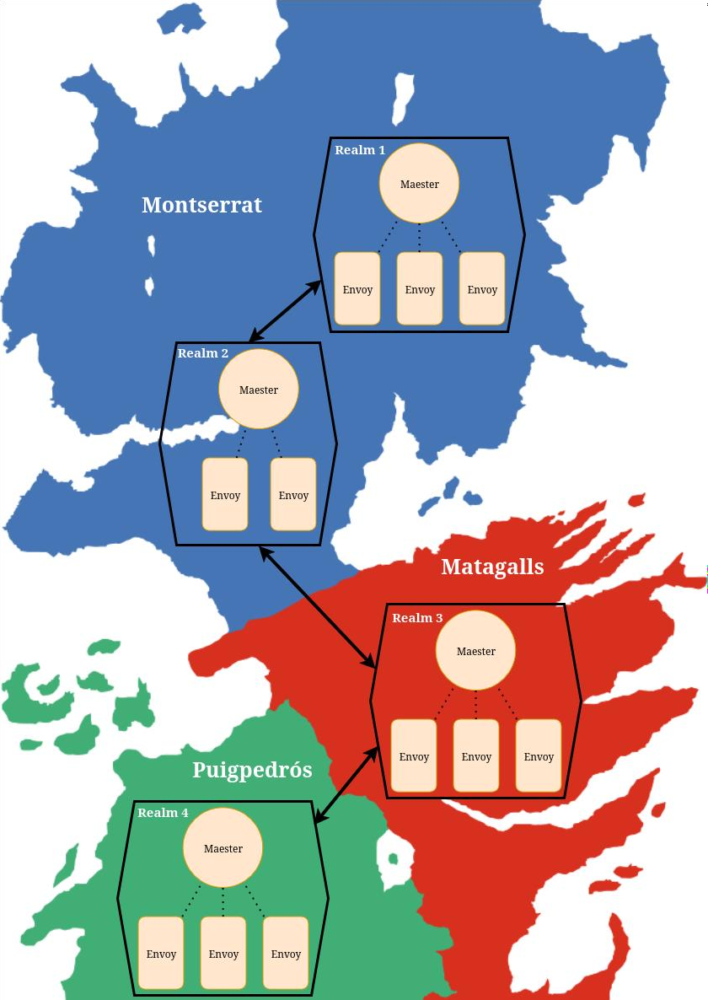 Realm 1
Maester
Montserrat
Envoy
Envoy
Envoy
Realm 2
Maester
Envoy
Envoy
Matagalls
Realm 3
Maester
Envoy
Envoy
Envoy
Puigpedrós
Realm 4
Maester
Envoy
Envoy
Envoy